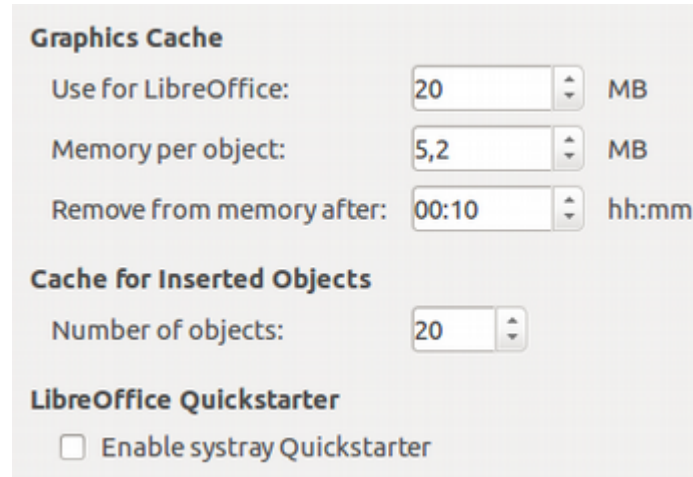 Graphics Cache
Use for LibreOffice: 20 MB
Memory per object: 5,2 MB
Remove from memory after: 00:10 hh:mm
Cache for Inserted Objects
Number of objects: 20
LibreOffice Quickstarter
Enable systray Quickstarter